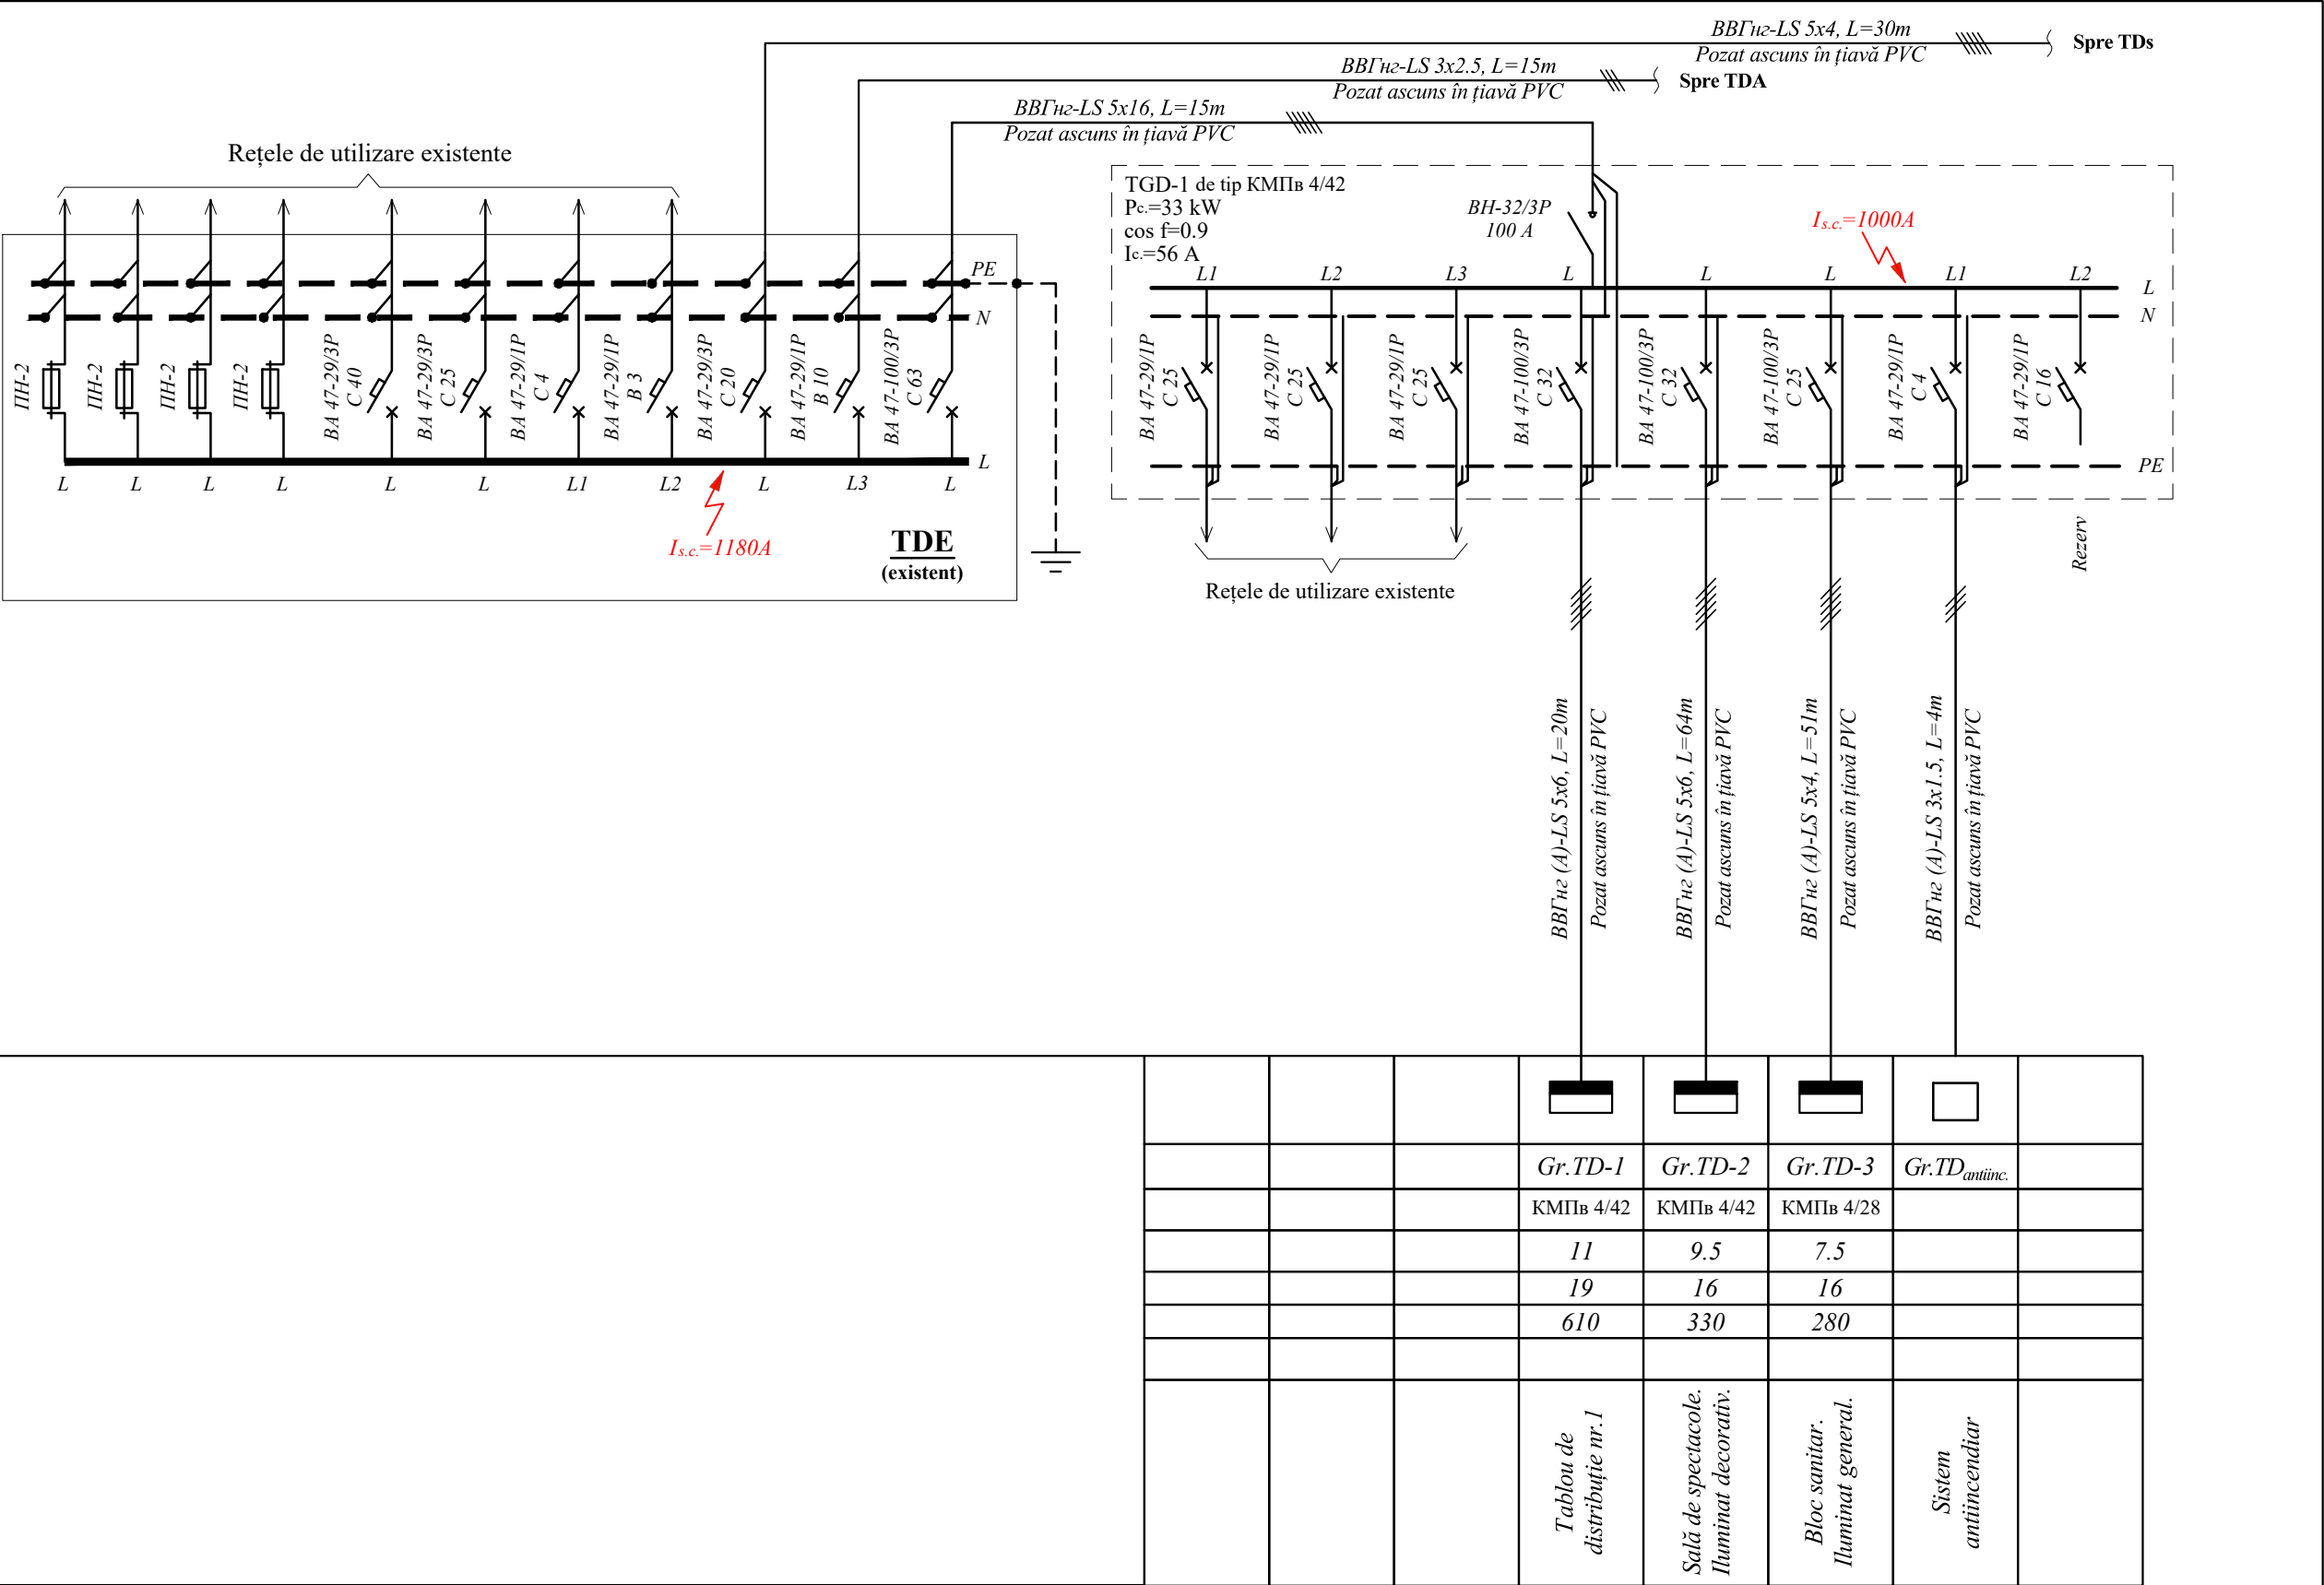 ВВГнг-LS 5x4, L=30m
Pozat ascuns în țiavă PVC
Spre TDs
ВВГнг-LS 3x2.5, L=15m
Pozat ascuns în țiavă PVC
Spre TDA
ВВГнг-LS 5x16, L=15m
Pozat ascuns în țiavă PVC
Rețele de utilizare existente
PE
N
ПН-2
ПН-2
ПН-2
ПН-2
ВА 47-29/3Р
C 40
ВА 47-29/3Р
C 25
ВА 47-29/1Р
C 4
ВА 47-29/1Р
B 3
ВА 47-29/3Р
C 20
ВА 47-29/1Р
B 10
ВА 47-100/3Р
C 63
L
L
L
L
L
L
L
L1
L2
L
L3
L
Is.c.=1180A
TDE
(existent)
TGD-1 de tip КМПв 4/42
Pc.=33 kW
cos f=0.9
Ic.=56 A
ВН-32/3Р
100 A
Is.c.=1000A
L1
L2
L3
L
L
L
L1
L2
L
N
ВА 47-29/1Р
C 25
ВА 47-29/1Р
C 25
ВА 47-29/1Р
C 25
ВА 47-100/3Р
C 32
ВА 47-100/3Р
C 32
ВА 47-100/3Р
C 25
ВА 47-29/1Р
C 4
ВА 47-29/1Р
C 16
PE
Rezerv
Rețele de utilizare existente
ВВГнг (А)-LS 5x6, L=20m
Pozat ascuns în țiavă PVC
ВВГнг (А)-LS 5x6, L=64m
Pozat ascuns în țiavă PVC
ВВГнг (А)-LS 5x4, L=51m
Pozat ascuns în țiavă PVC
ВВГнг (А)-LS 3x1.5, L=4m
Pozat ascuns în țiavă PVC
Gr.TD-1 Gr.TD-2 Gr.TD-3 Gr.TDantiinc.
КМПв 4/42 КМПв 4/42 КМПв 4/28
11 9.5 7.5
19 16 16
610 330 280
Tablou de
distribuție nr.1
Sală de spectacole.
Iluminat decorativ.
Bloc sanitar.
Iluminat general.
Sistem
antiincendiar